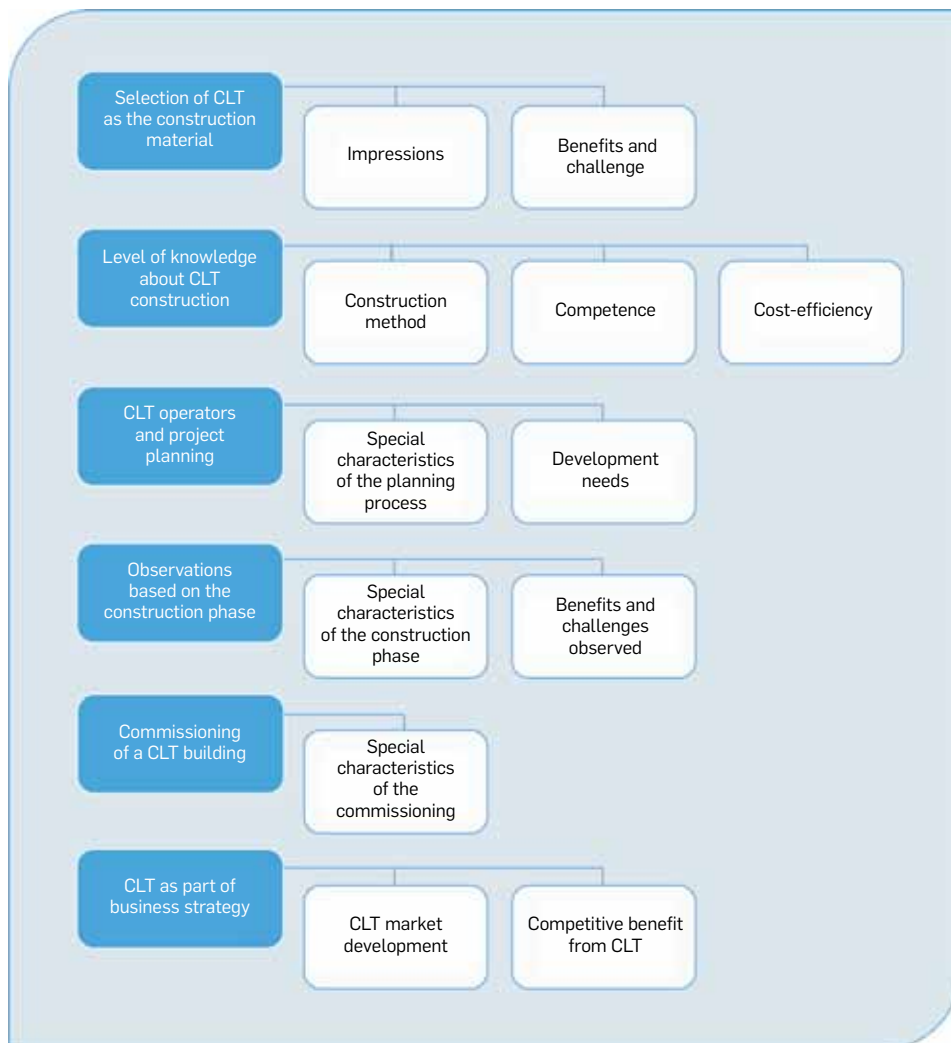 Selection of CLT
as the construction
material
Impressions
Benefits and
challenge
Level of knowledge
about CLT
construction
Construction
method
Competence
Cost-efficiency
CLT operators
and project
planning
Special
characteristics
of the planning
process
Development
needs
Observations
based on the
construction phase
Special
characteristics
of the construction
phase
Benefits and
challenges
observed
Commissioning
of a CLT building
Special
characteristics
of the
commissioning
CLT as part of
business strategy
CLT market
development
Competitive benefit
from CLT